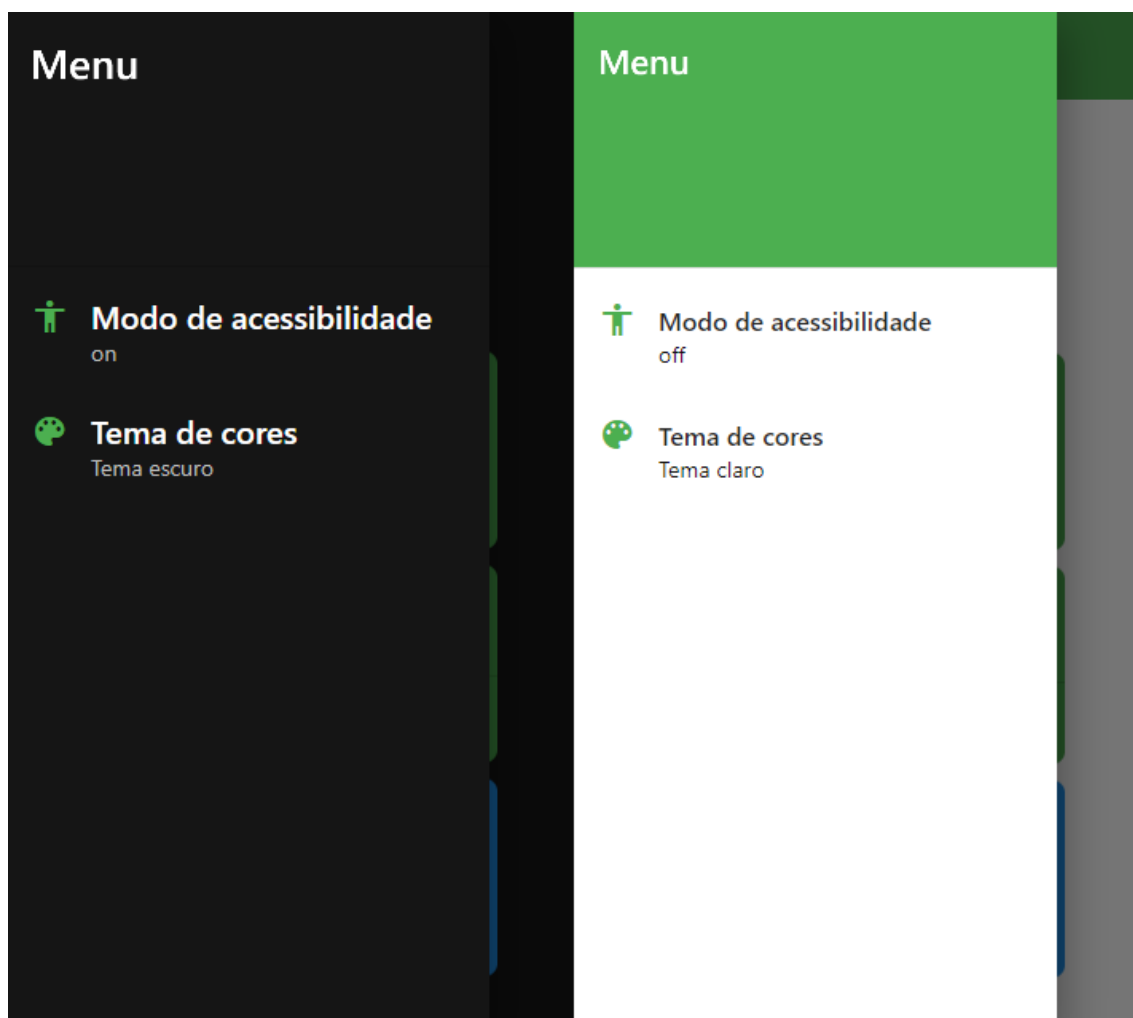 Menu
Modo de acessibilidade
on
Tema de cores
Tema escuro
Menu
Modo de acessibilidade
off
Tema de cores
Tema claro